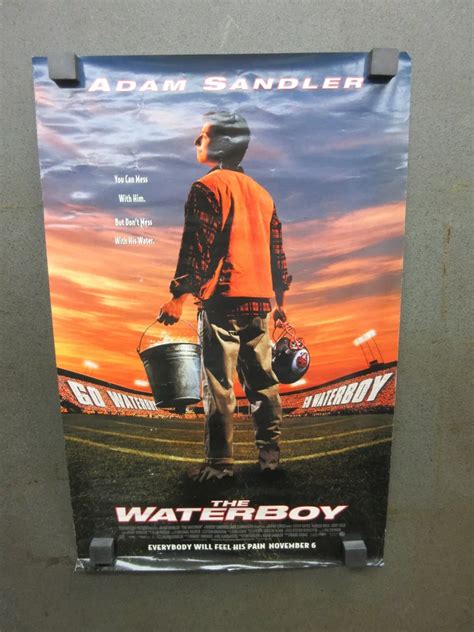 ADAM SANDLER
You Can Mess
With Him.
But Don't Mess
With His Water.
GO WATERBOY
GO WATERBOY
THE
WATERBOY
EVERYBODY WILL FEEL HIS PAIN NOVEMBER 6